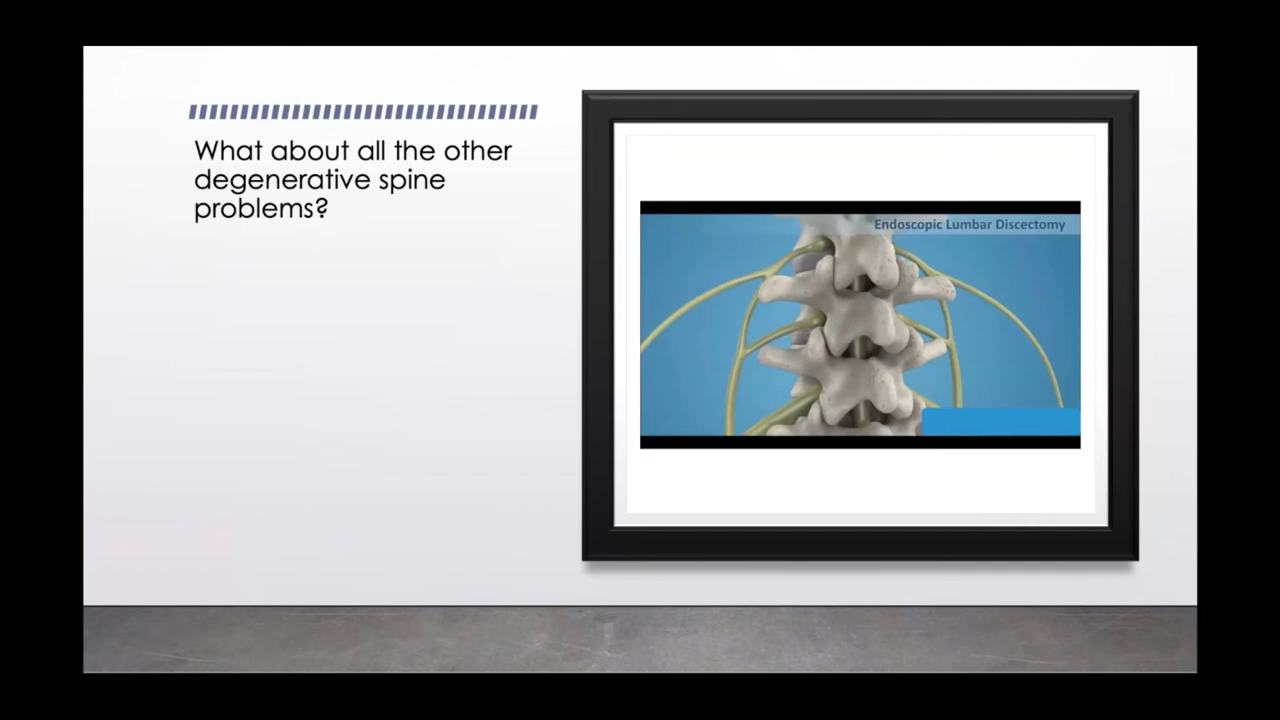 What about all the other
degenerative spine
problems?
Endoscopic Lumbar Discectomy